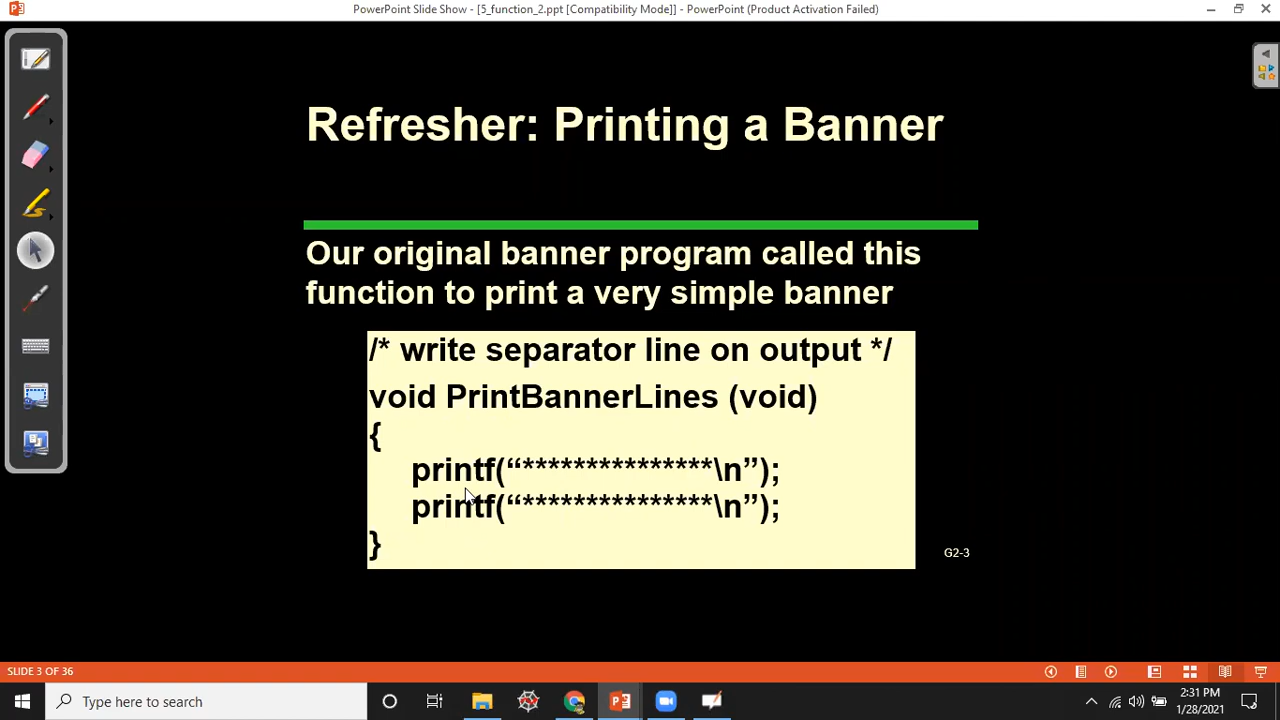 PowerPoint Slide Show - [5_function_2.ppt [Compatibility Mode]] - PowerPoint (Product Activation Failed)
Refresher: Printing a Banner
Our original banner program called this
function to print a very simple banner
/* write separator line on output */
void PrintBannerLines (void)
{
printf(“***************\n”);
printf(“***************\n”);
}
G2-3
SLIDE 3 OF 36
Type here to search
2:31 PM
1/28/2021